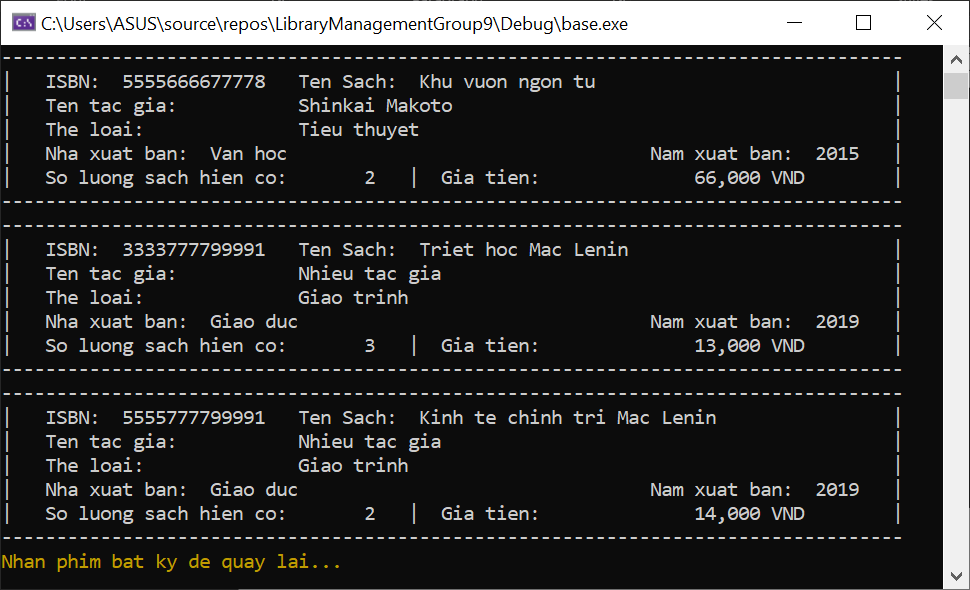 C:\Users\ASUS\source\repos\LibraryManagementGroup9\Debug\base.exe
----------------------------------------------------------------------------------
|   ISBN:  5555666677778   Ten Sach:  Khu vuon ngon tu                           |
|   Ten tac gia:           Shinkai Makoto                                        |
|   The loai:              Tieu thuyet                                           |
|   Nha xuat ban:  Van hoc                                 Nam xuat ban:  2015   |
|   So luong sach hien co:       2   |  Gia tien:              66,000 VND        |
----------------------------------------------------------------------------------
----------------------------------------------------------------------------------
|   ISBN:  3333777799991   Ten Sach:  Triet hoc Mac Lenin                        |
|   Ten tac gia:           Nhieu tac gia                                         |
|   The loai:              Giao trinh                                            |
|   Nha xuat ban:  Giao duc                                Nam xuat ban:  2019   |
|   So luong sach hien co:       3   |  Gia tien:              13,000 VND        |
----------------------------------------------------------------------------------
----------------------------------------------------------------------------------
|   ISBN:  5555777799991   Ten Sach:  Kinh te chinh tri Mac Lenin                |
|   Ten tac gia:           Nhieu tac gia                                         |
|   The loai:              Giao trinh                                            |
|   Nha xuat ban:  Giao duc                                Nam xuat ban:  2019   |
|   So luong sach hien co:       2   |  Gia tien:              14,000 VND        |
----------------------------------------------------------------------------------
Nhan phim bat ky de quay lai...